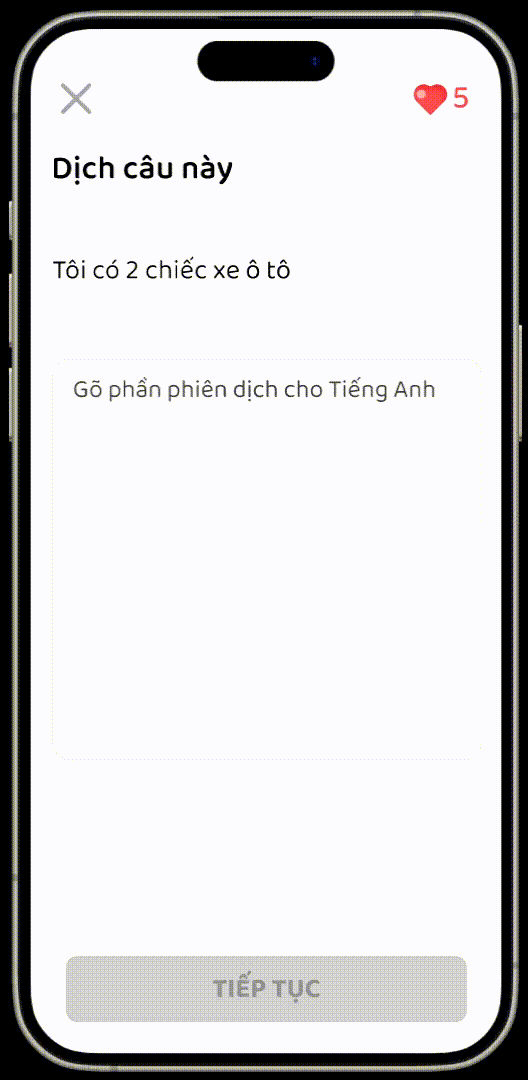 5
Dịch câu này
Tôi có 2 chiếc xe ô tô
Gõ phần phiên dịch cho Tiếng Anh
TIẾP TỤC